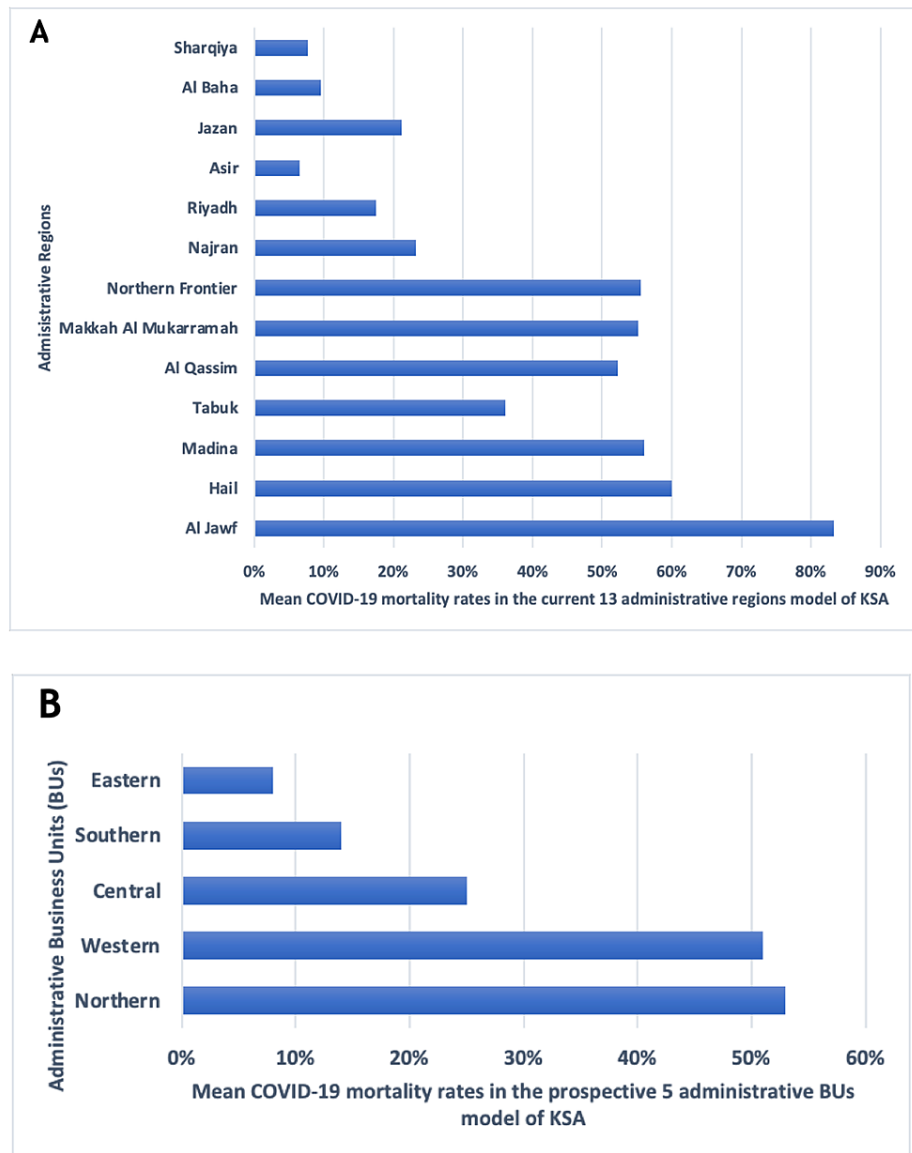 A
Sharqiya
Al Baha
Jazan
Asir
Riyadh
Najran
Northern Frontier
Makkah Al Mukarramah
Al Qassim
Tabuk
Madina
Hail
Al Jawf
Admisistrative Regions
0% 10% 20% 30% 40% 50% 60% 70% 80% 90%
Mean COVID-19 mortality rates in the current 13 administrative regions model of KSA
B
Eastern
Southern
Central
Western
Northern
Administrative Business Units (BUs)
0% 10% 20% 30% 40% 50% 60%
Mean COVID-19 mortality rates in the prospective 5 administrative BUs
model of KSA